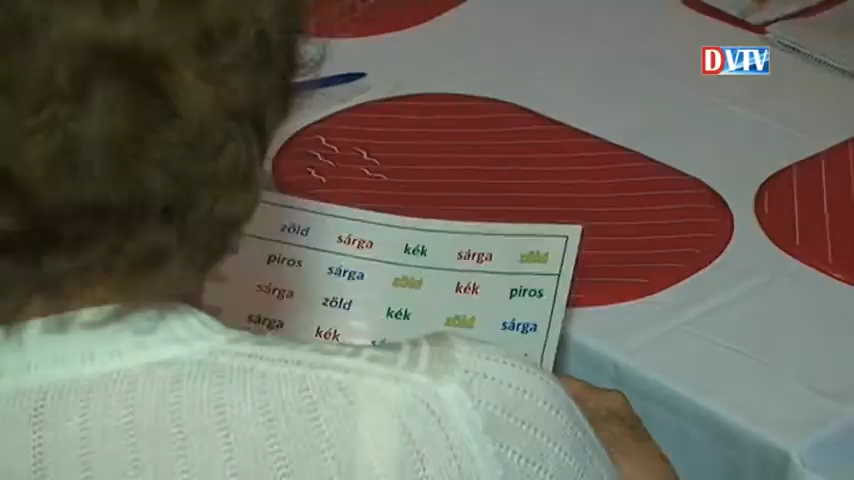 DVTV
zöld sárga kék sárga zöld
piros sárga zöld kék piros
sárga zöld kék zöld sárga
sárga kék